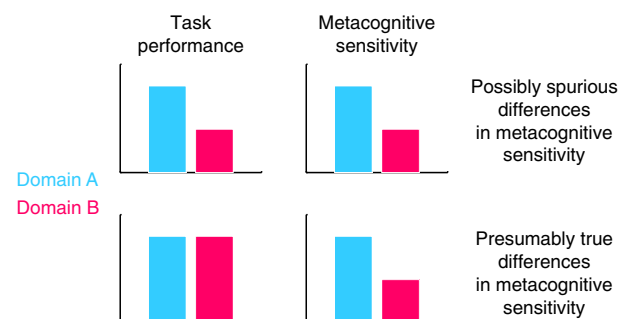 Task
performance
Metacognitive
sensitivity
Possibly spurious
differences
in metacognitive
sensitivity
Domain A
Domain B
Presumably true
differences
in metacognitive
sensitivity